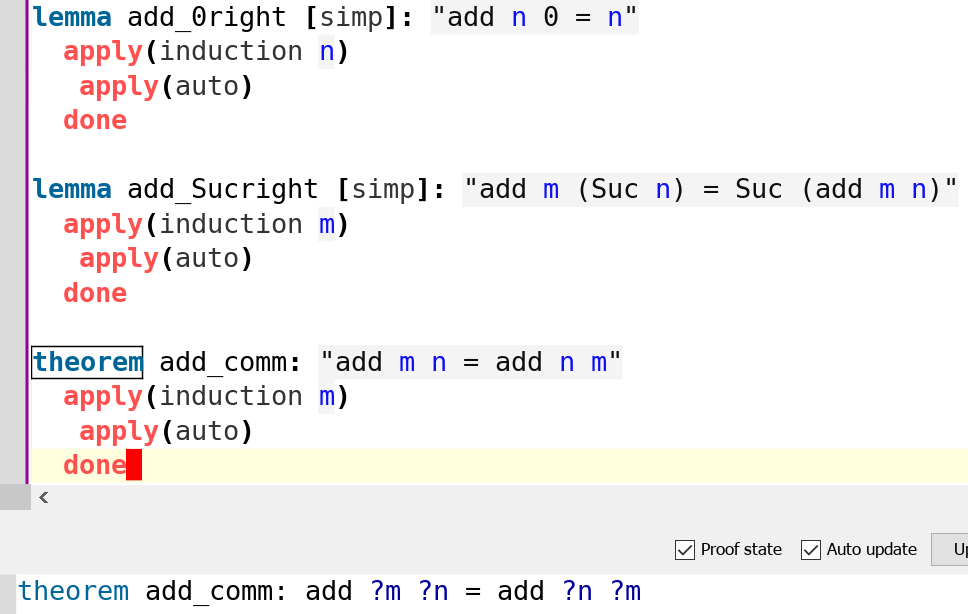 lemma add_0right [simp]: "add n 0 = n"
  apply(induction n)
   apply(auto)
  done

lemma add_Sucright [simp]: "add m (Suc n) = Suc (add m n)"
  apply(induction m)
   apply(auto)
  done

theorem add_comm: "add m n = add n m"
  apply(induction m)
   apply(auto)
  done
<
Proof state Auto update Up
theorem add_comm: add ?m ?n = add ?n ?m